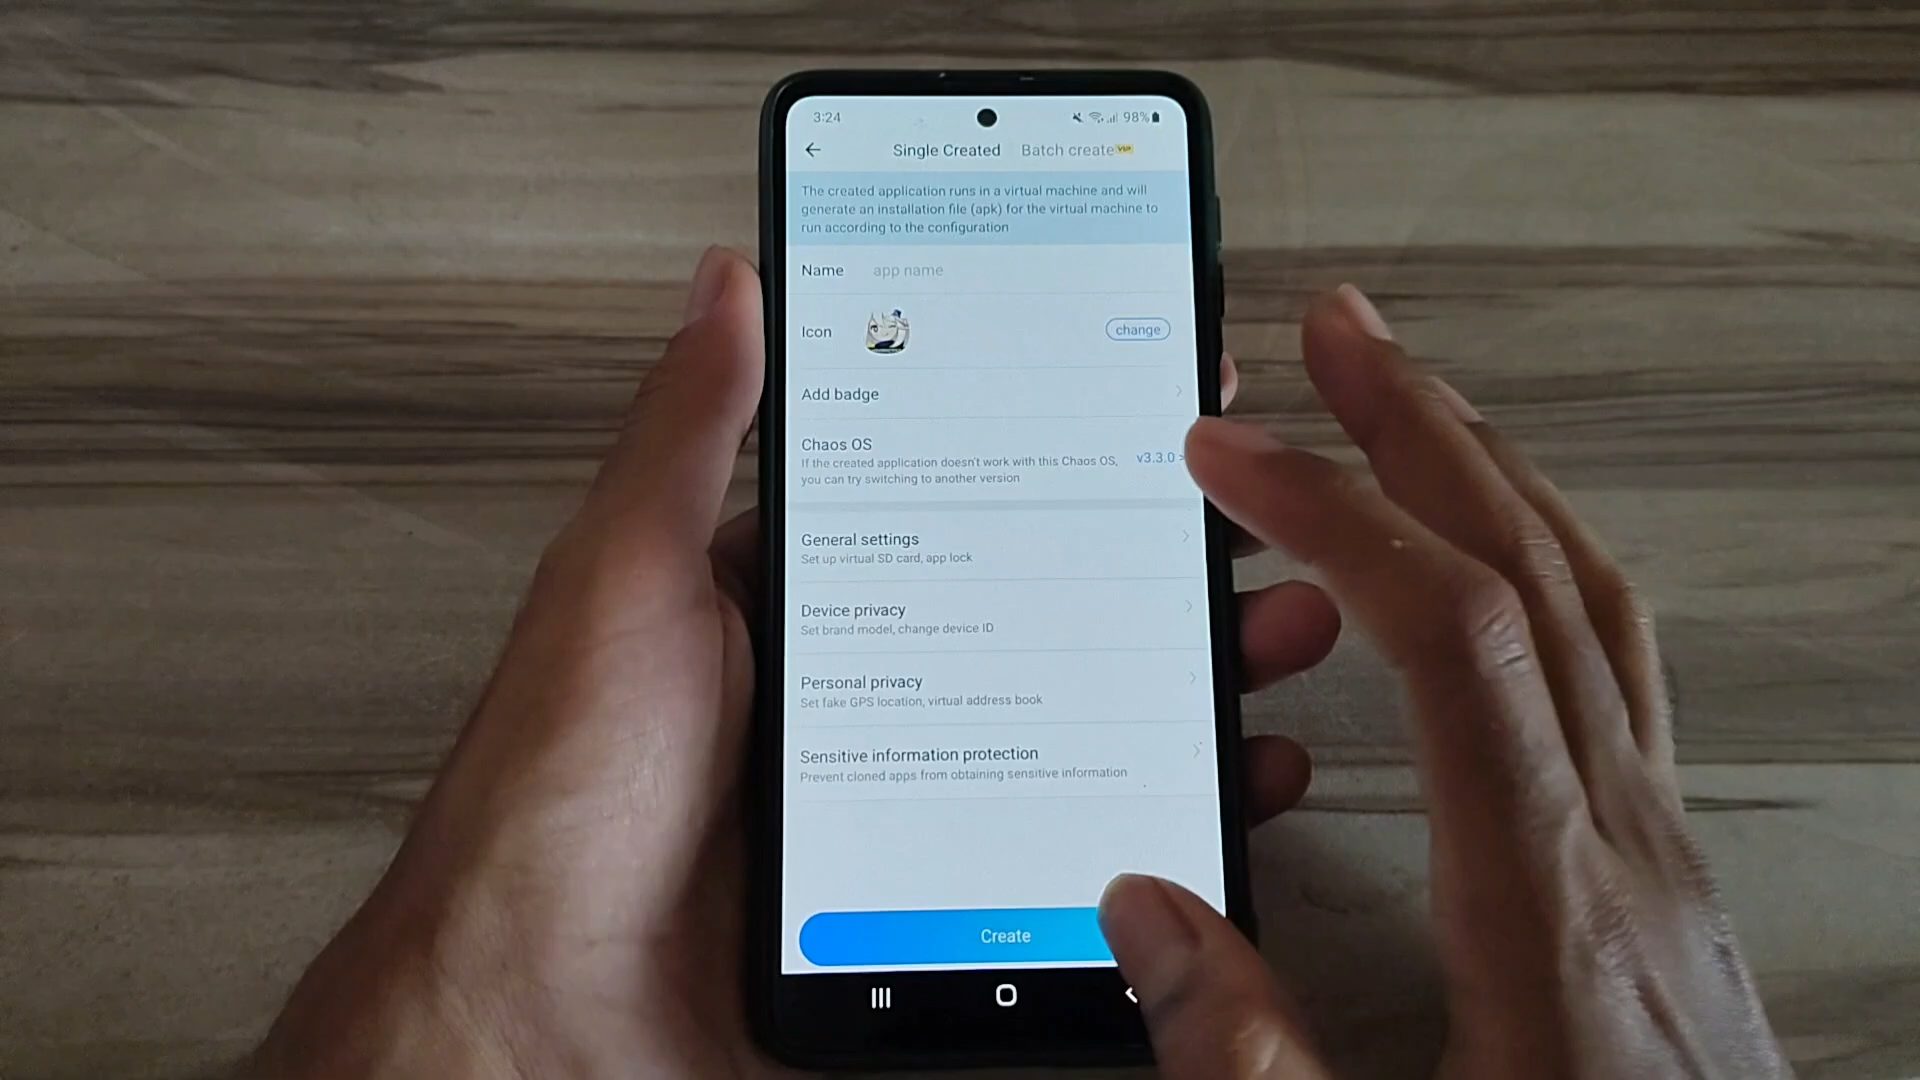 3:24
98%
Single Created
Batch create VIP
The created application runs in a virtual machine and will
generate an installation file (apk) for the virtual machine to
run according to the configuration
Name
app name
Icon
change
Add badge
Chaos OS
If the created application doesn't work with this Chaos OS,
you can try switching to another version
v3.3.0 >
General settings
Set up virtual SD card, app lock
Device privacy
Set brand model, change device ID
Personal privacy
Set fake GPS location, virtual address book
Sensitive information protection
Prevent cloned apps from obtaining sensitive information
Create